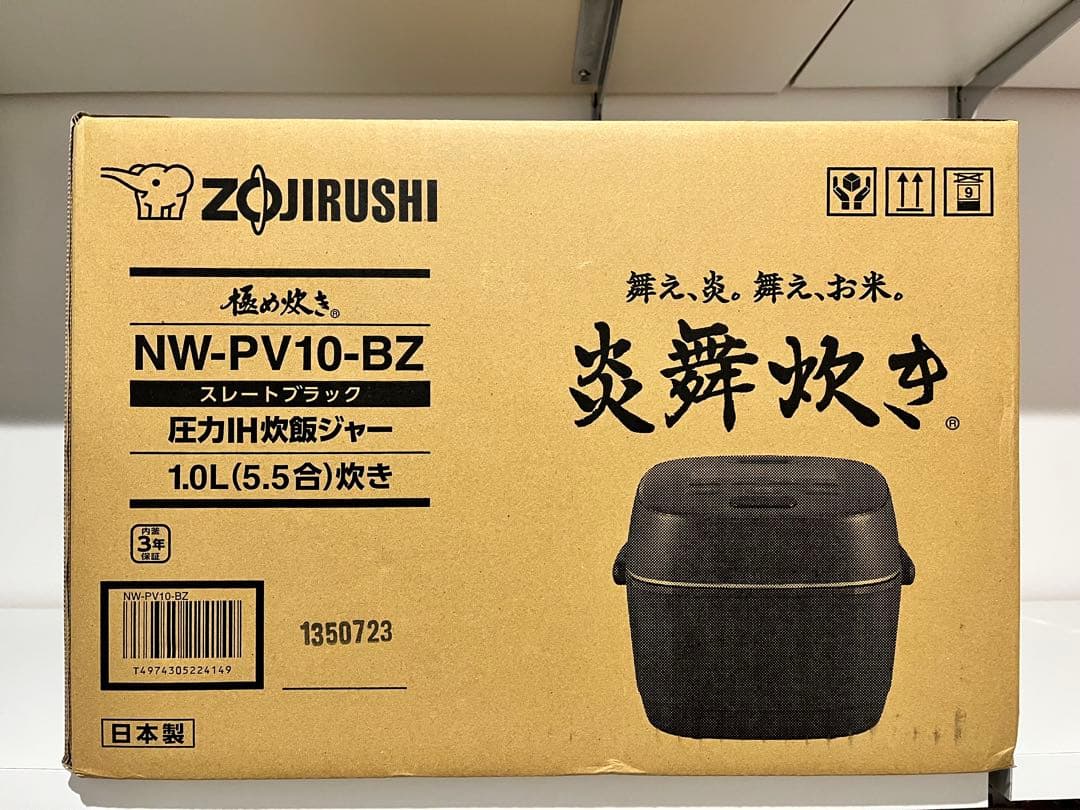 ZOJIRUSHI
極め炊き®
NW-PV10-BZ
スレートブラック
圧力IH炊飯ジャー
1.0L(5.5合)炊き
内釜
3年
保証
NW-PV10-BZ
T4974305224149
1350723
日本製
9
舞え、炎。舞え、お米。
炎舞炊き®